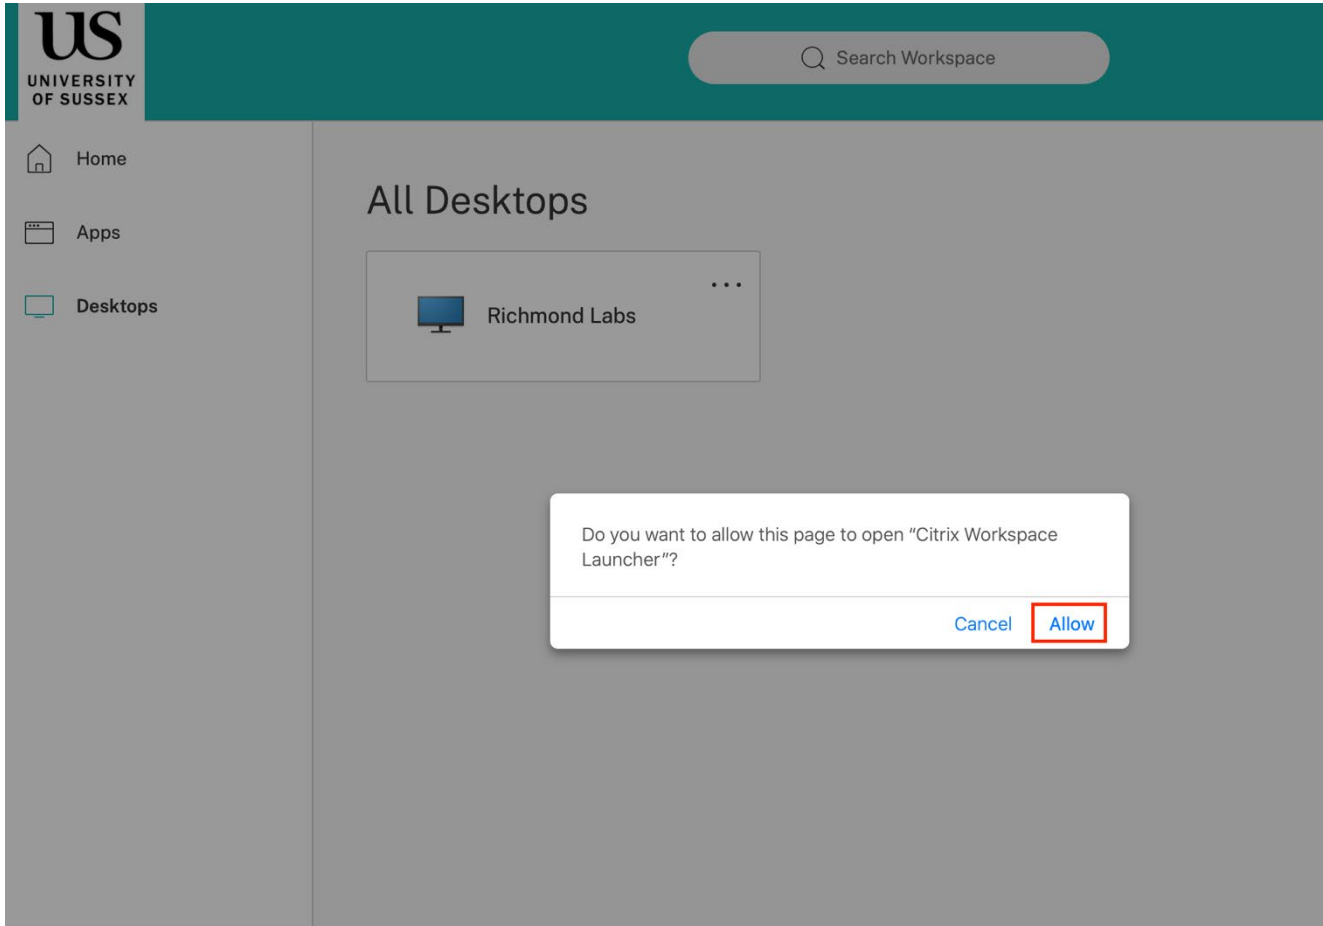 US
UNIVERSITY
OF SUSSEX
Search Workspace
Home
Apps
Desktops
All Desktops
Richmond Labs
Do you want to allow this page to open “Citrix Workspace
Launcher”?
Cancel Allow